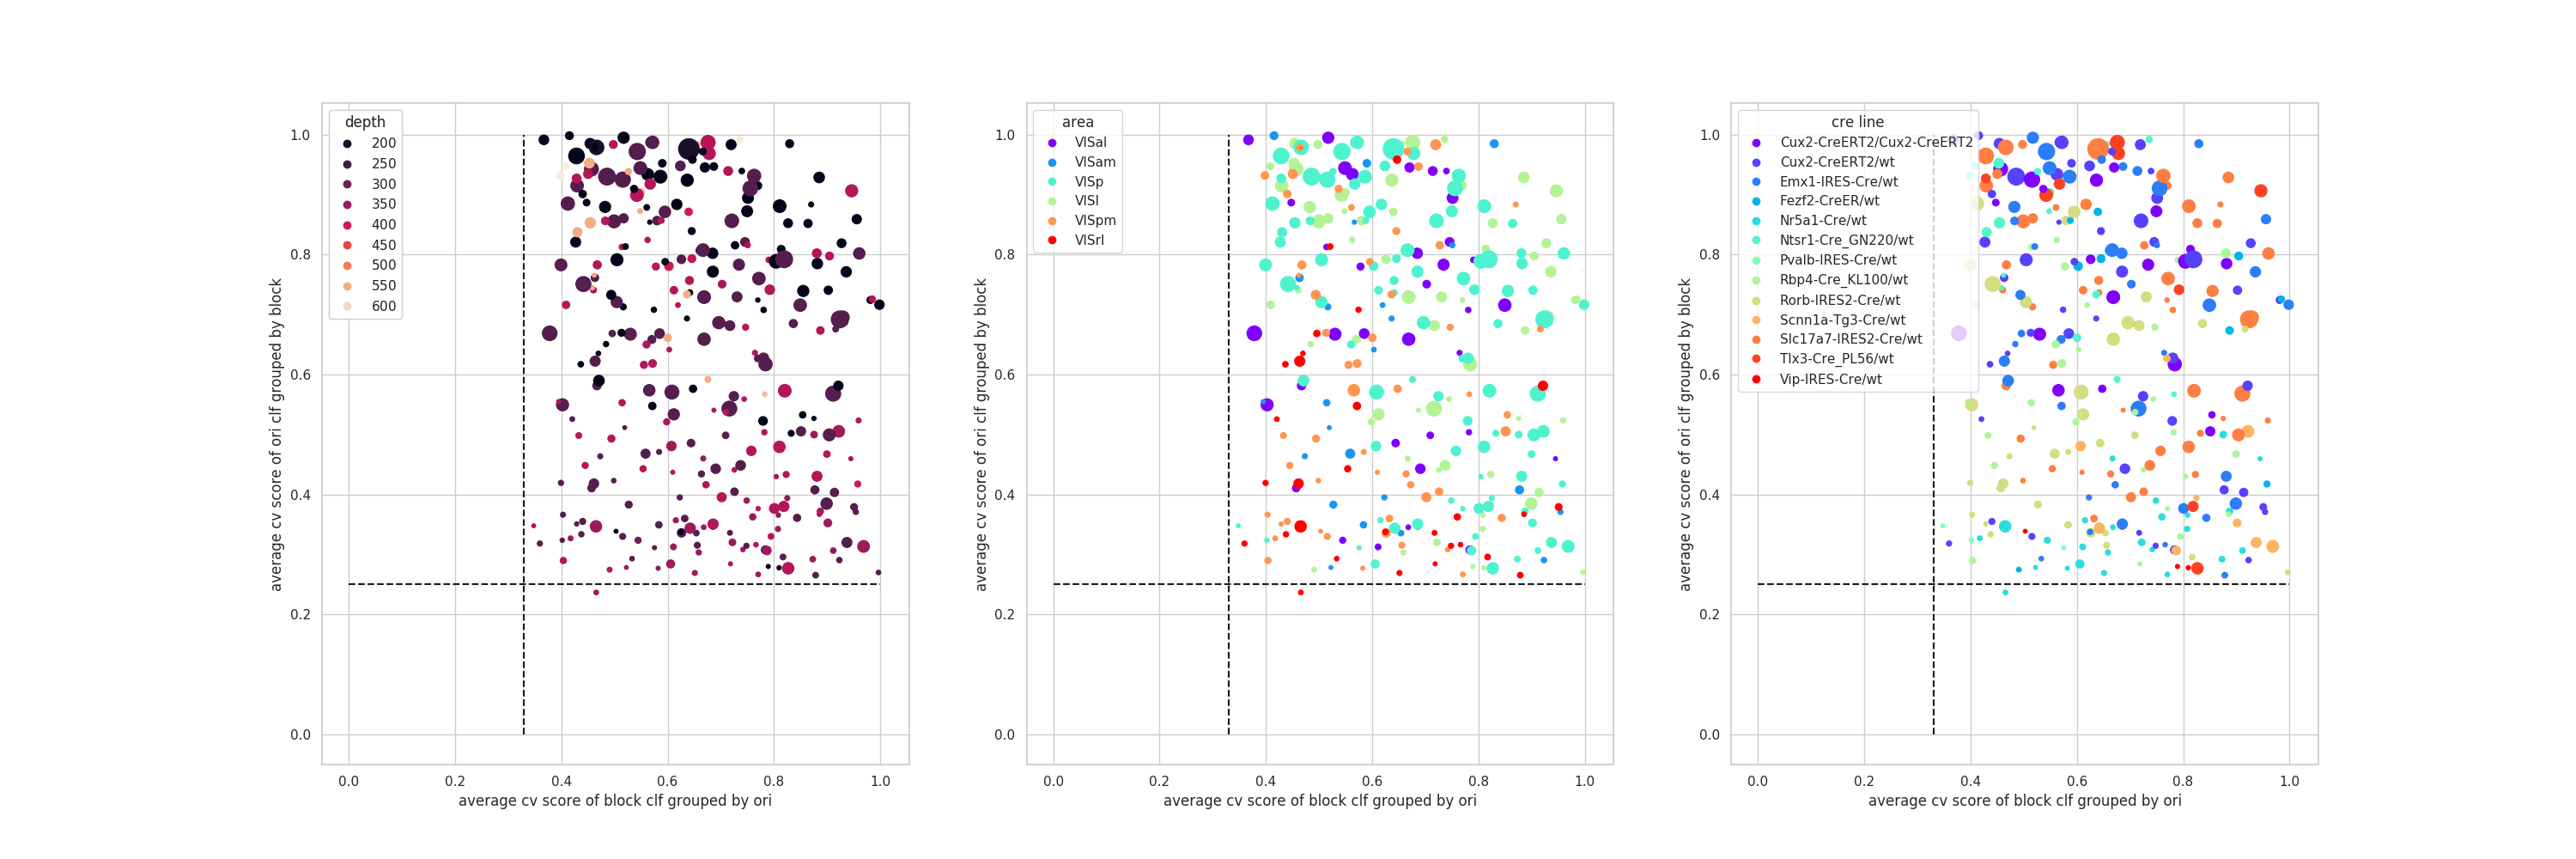 depth
200
250
300
350
400
450
500
550
600
1.0
0.8
0.6
0.4
0.2
0.0
0.0 0.2 0.4 0.6 0.8 1.0
average cv score of block clf grouped by ori
average cv score of ori clf grouped by block
area
VISal
VISam
VISp
VISl
VISpm
VISrl
1.0
0.8
0.6
0.4
0.2
0.0
0.0 0.2 0.4 0.6 0.8 1.0
average cv score of block clf grouped by ori
average cv score of ori clf grouped by block
cre line
Cux2-CreERT2/Cux2-CreERT2
Cux2-CreERT2/wt
Emx1-IRES-Cre/wt
Fezf2-CreER/wt
Nr5a1-Cre/wt
Ntsr1-Cre_GN220/wt
Pvalb-IRES-Cre/wt
Rbp4-Cre_KL100/wt
Rorb-IRES2-Cre/wt
Scnn1a-Tg3-Cre/wt
Slc17a7-IRES2-Cre/wt
Tlx3-Cre_PL56/wt
Vip-IRES-Cre/wt
1.0
0.8
0.6
0.4
0.2
0.0
0.0 0.2 0.4 0.6 0.8 1.0
average cv score of block clf grouped by ori
average cv score of ori clf grouped by block